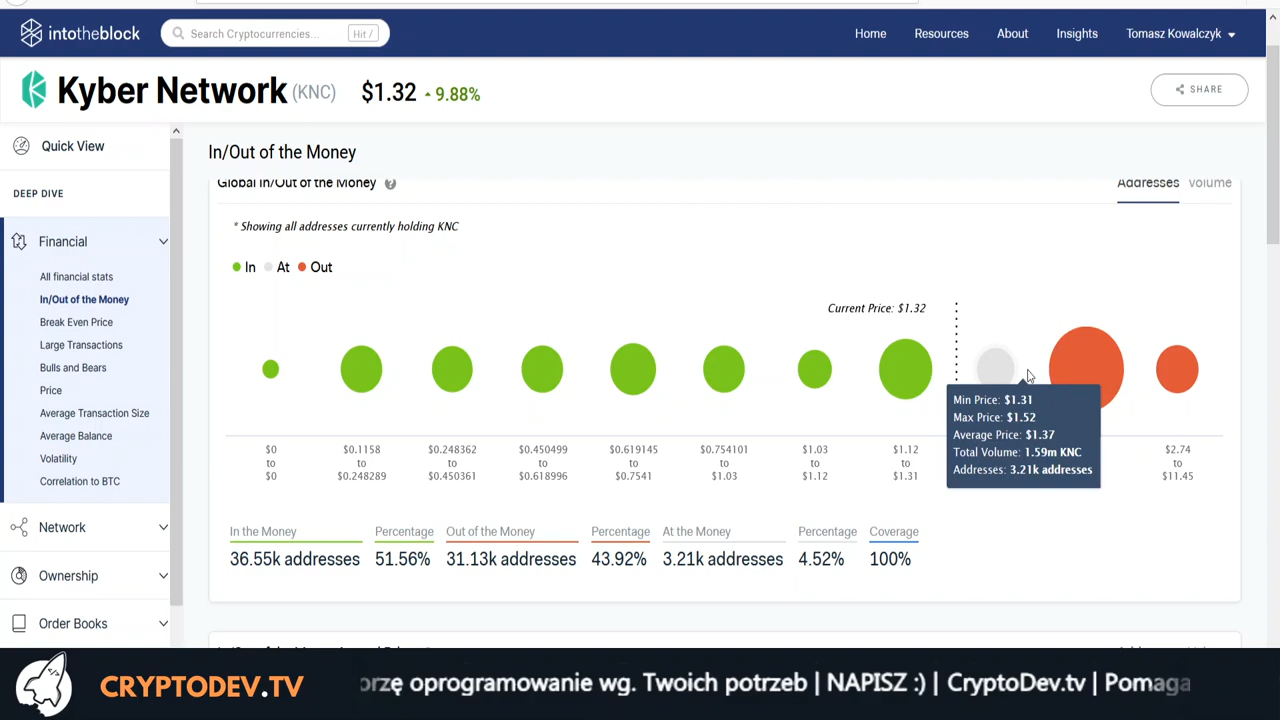 intotheblock
Search Cryptocurrencies... Hit /
Home Resources About Insights Tomasz Kowalczyk
Kyber Network (KNC) $1.32 9.88%
SHARE
Quick View
DEEP DIVE
Financial
All financial stats
In/Out of the Money
Break Even Price
Large Transactions
Bulls and Bears
Price
Average Transaction Size
Average Balance
Volatility
Correlation to BTC
Network
Ownership
Order Books
In/Out of the Money
Global In/Out of the Money ?
Addresses Volume
* Showing all addresses currently holding KNC
In At Out
Current Price: $1.32
Min Price: $1.31
Max Price: $1.52
Average Price: $1.37
Total Volume: 1.59m KNC
Addresses: 3.21k addresses
$0 $0.1158 $0.248362 $0.450499 $0.619145 $0.754101 $1.03 $1.12 $2.74
to to to to to to to to to
$0 $0.248289 $0.450361 $0.618996 $0.7541 $1.03 $1.12 $1.31 $11.45
In the Money Percentage Out of the Money Percentage At the Money Percentage Coverage
36.55k addresses 51.56% 31.13k addresses 43.92% 3.21k addresses 4.52% 100%
CRYPTODEV.TV
orzę oprogramowanie wg. Twoich potrzeb | NAPISZ :) | CryptoDev.tv | Pomaga